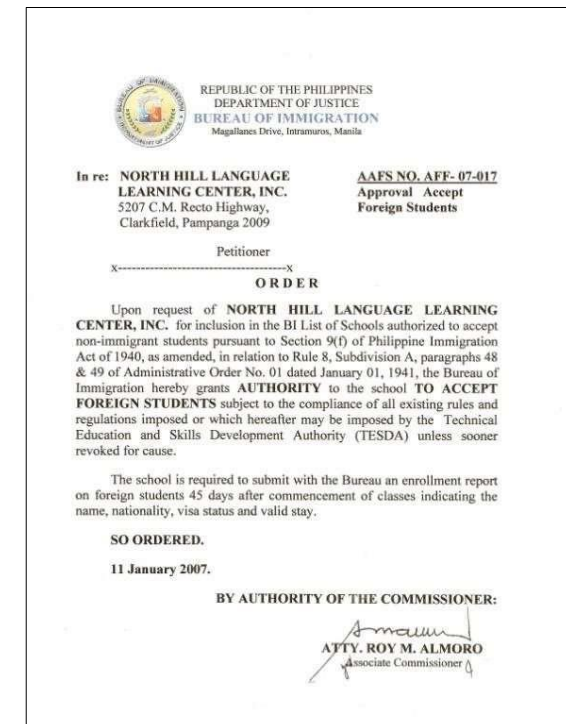 REPUBLIC OF THE PHILIPPINES
DEPARTMENT OF JUSTICE
BUREAU OF IMMIGRATION
Magallanes Drive, Intramuros, Manila
In re: NORTH HILL LANGUAGE
LEARNING CENTER, INC.
5207 C.M. Recto Highway,
Clarkfield, Pampanga 2009
AAFS NO. AFF- 07-017
Approval Accept
Foreign Students
Petitioner
x-------------------------------------x
O R D E R
Upon request of NORTH HILL LANGUAGE LEARNING
CENTER, INC. for inclusion in the BI List of Schools authorized to accept
non-immigrant students pursuant to Section 9(f) of Philippine Immigration
Act of 1940, as amended, in relation to Rule 8, Subdivision A, paragraphs 48
& 49 of Administrative Order No. 01 dated January 01, 1941, the Bureau of
Immigration hereby grants AUTHORITY to the school TO ACCEPT
FOREIGN STUDENTS subject to the compliance of all existing rules and
regulations imposed or which hereafter may be imposed by the Technical
Education and Skills Development Authority (TESDA) unless sooner
revoked for cause.
The school is required to submit with the Bureau an enrollment report
on foreign students 45 days after commencement of classes indicating the
name, nationality, visa status and valid stay.
SO ORDERED.
11 January 2007.
BY AUTHORITY OF THE COMMISSIONER:
ATTY. ROY M. ALMORO
Associate Commissioner